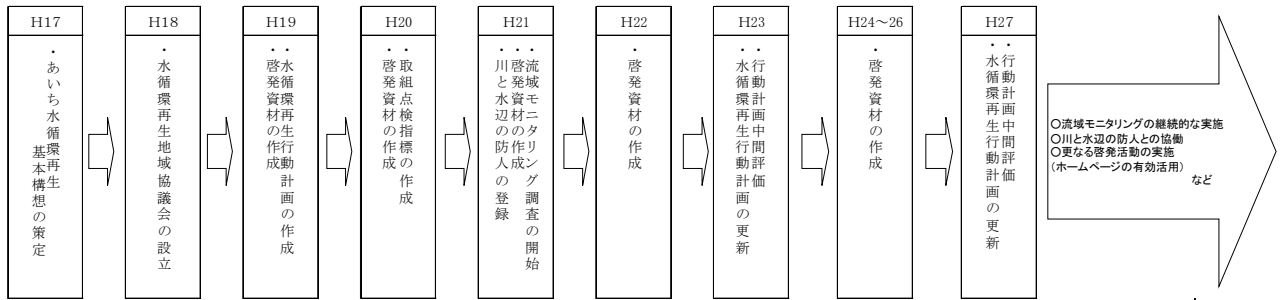 H17
・あいち水循環再生
基本構想の策定
H18
・水循環再生地域協議会の設立
H19
・水循環再生行動計画の作成
・啓発資材の作成
H20
・取組点検指標の作成
・啓発資材の作成
H21
・流域モニタリング調査の開始
・啓発資材の作成
・川と水辺の防人の登録
H22
・啓発資材の作成
H23
・行動計画中間評価
・水循環再生行動計画の更新
H24～26
・啓発資材の作成
H27
・行動計画中間評価
・水循環再生行動計画の更新
○流域モニタリングの継続的な実施
○川と水辺の防人との協働
○更なる啓発活動の実施
(ホームページの有効活用)
など